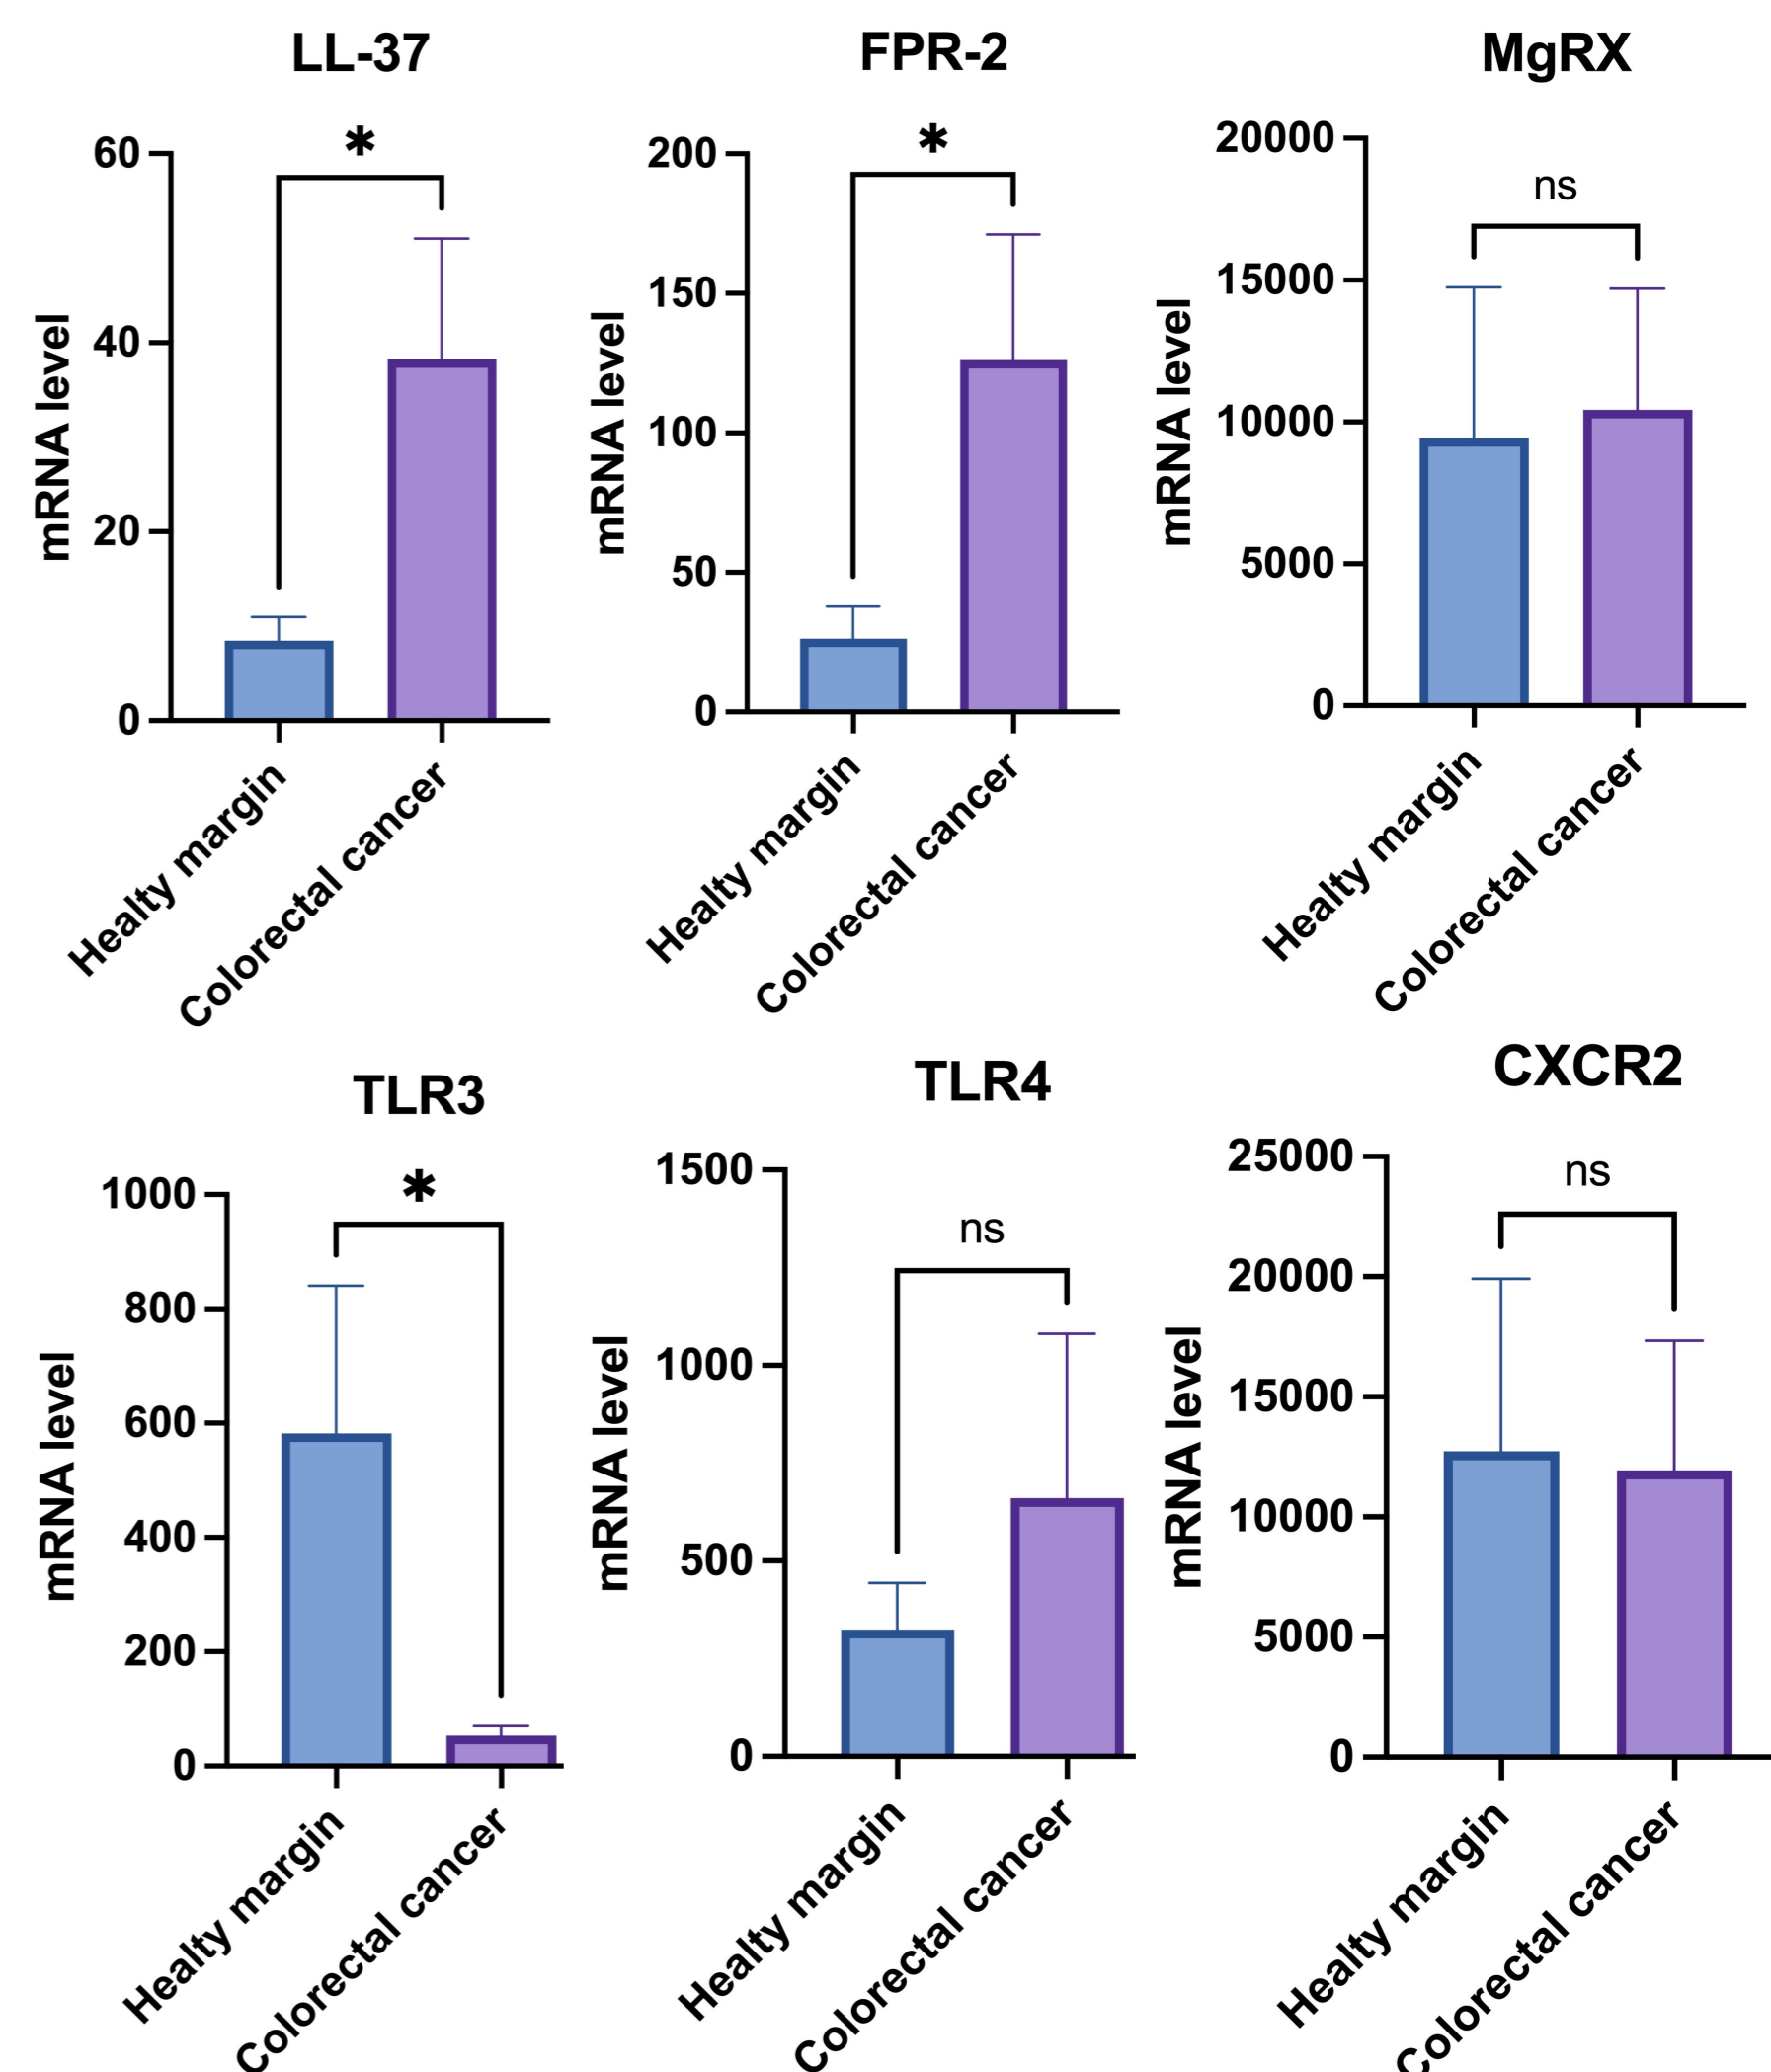 LL-37
FPR-2
MgRX
*
*
ns
60
40
20
0
mRNA level
200
150
100
50
0
mRNA level
20000
15000
10000
5000
0
mRNA level
Healty margin
Colorectal cancer
Healty margin
Colorectal cancer
Healty margin
Colorectal cancer
TLR3
TLR4
CXCR2
*
ns
ns
1000
800
600
400
200
0
mRNA level
1500
1000
500
0
mRNA level
25000
20000
15000
10000
5000
0
mRNA level
Healty margin
Colorectal cancer
Healty margin
Colorectal cancer
Healty margin
Colorectal cancer